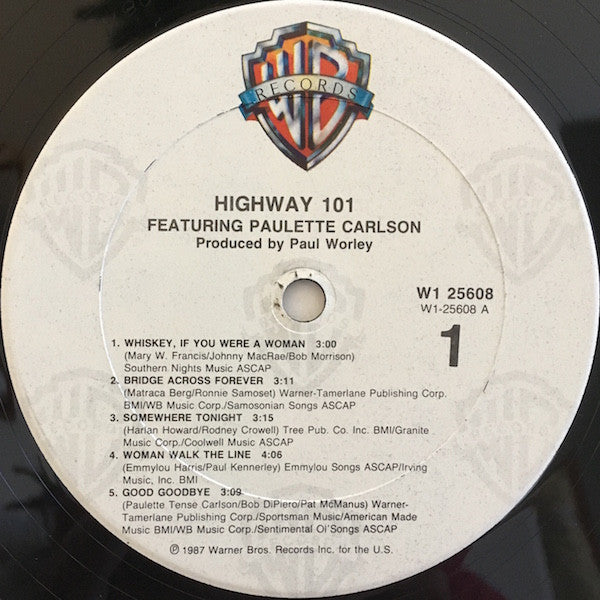 WB
RECORDS
HIGHWAY 101
FEATURING PAULETTE CARLSON
Produced by Paul Worley
W1 25608
W1-25608 A
1
1. WHISKEY, IF YOU WERE A WOMAN 3:00
(Mary W. Francis/Johnny MacRae/Bob Morrison)
Southern Nights Music ASCAP
2. BRIDGE ACROSS FOREVER 3:11
(Matraca Berg/Ronnie Samoset) Warner-Tamerlane Publishing Corp.
BMI/WB Music Corp./Samosonian Songs ASCAP
3. SOMEWHERE TONIGHT 3:15
(Harlan Howard/Rodney Crowell) Tree Pub. Co. Inc. BMI/Granite
Music Corp./Coolwell Music ASCAP
4. WOMAN WALK THE LINE 4:06
(Emmylou Harris/Paul Kennerley) Emmylou Songs ASCAP/Irving
Music, Inc. BMI
5. GOOD GOODBYE 3:09
(Paulette Tense Carlson/Bob DiPiero/Pat McManus) Warner-
Tamerlane Publishing Corp./Sportsman Music/American Made
Music BMI/WB Music Corp./Sentimental Ol'Songs ASCAP
℗ 1987 Warner Bros. Records Inc. for the U.S.